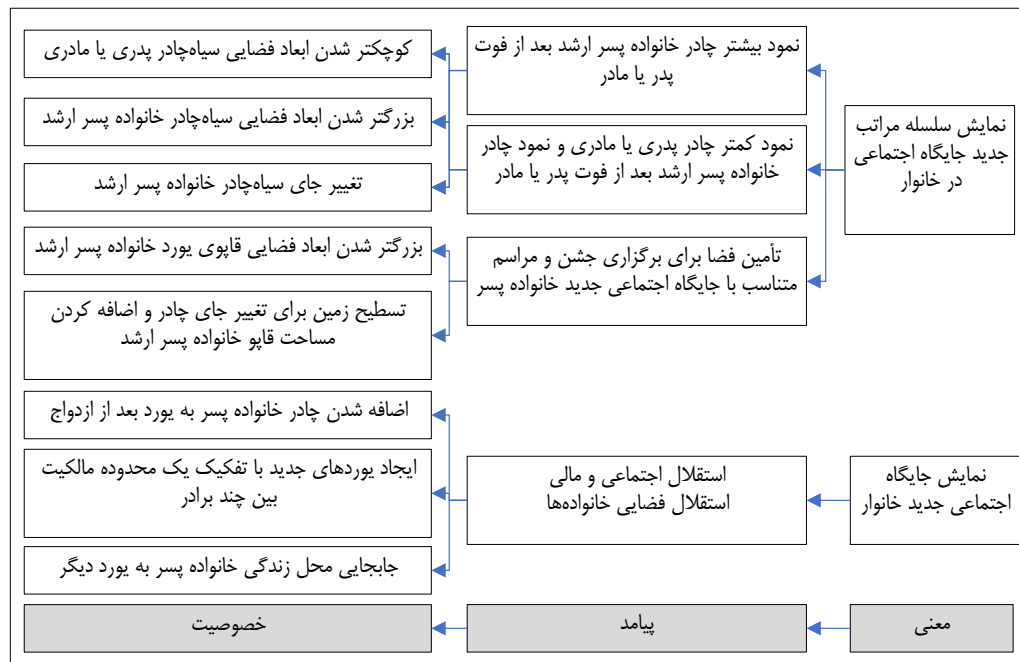 نمایش سلسله مراتب
جدید جایگاه اجتماعی
در خانوار
نمود بیشتر چادر خانواده پسر ارشد بعد از فوت
پدر یا مادر
نمود کمتر چادر پدری یا مادری و نمود چادر
خانواده پسر ارشد بعد از فوت پدر یا مادر
تأمین فضا برای برگزاری جشن و مراسم
متناسب با جایگاه اجتماعی جدید خانواده پسر
کوچکتر شدن ابعاد فضایی سیاه‌چادر پدری یا مادری
بزرگتر شدن ابعاد فضایی سیاه‌چادر خانواده پسر ارشد
تغییر جای سیاه‌چادر خانواده پسر ارشد
بزرگتر شدن ابعاد فضایی قاپوی یورد خانواده پسر ارشد
تسطیح زمین برای تغییر جای چادر و اضافه کردن
مساحت قاپو خانواده پسر ارشد
نمایش جایگاه
اجتماعی جدید خانوار
استقلال اجتماعی و مالی
استقلال فضایی خانواده‌ها
اضافه شدن چادر خانواده پسر به یورد بعد از ازدواج
ایجاد یوردهای جدید با تفکیک یک محدوده مالکیت
بین چند برادر
جابجایی محل زندگی خانواده پسر به یورد دیگر
معنی
پیامد
خصوصیت